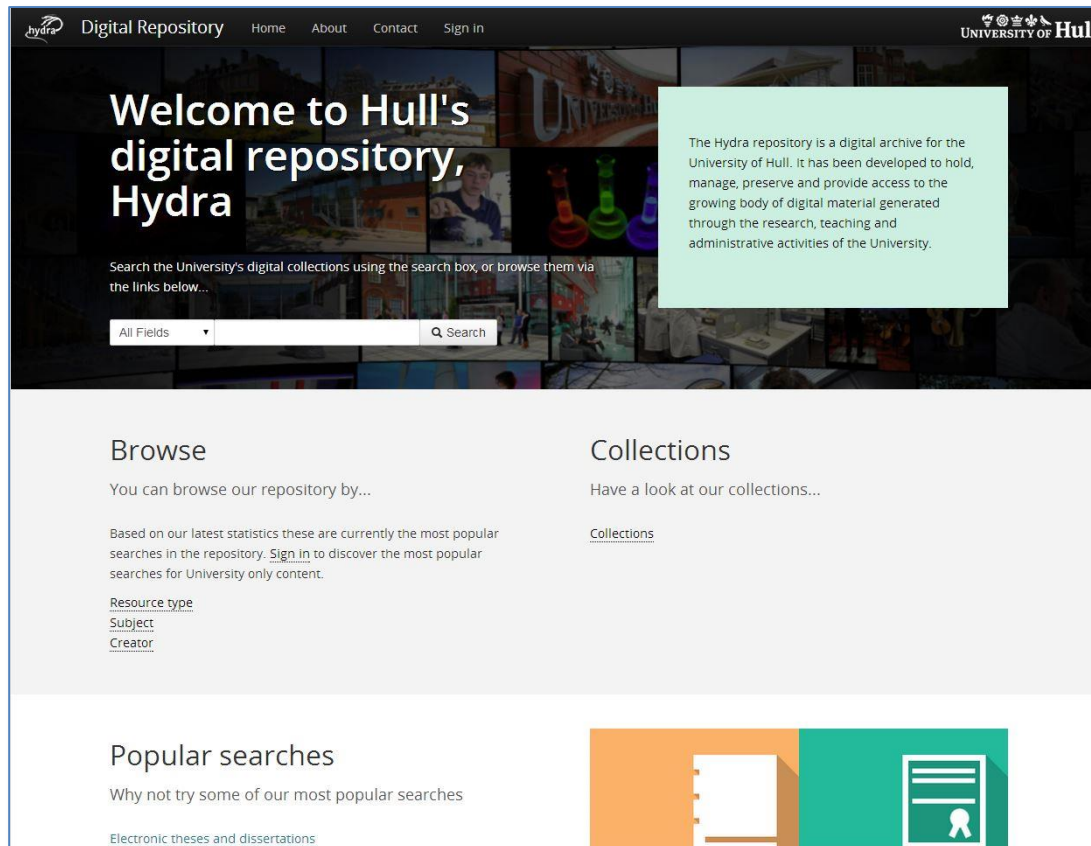 hydra
Digital Repository
Home
About
Contact
Sign in
UNIVERSITY OF Hul
Welcome to Hull's
digital repository,
Hydra
The Hydra repository is a digital archive for the
University of Hull. It has been developed to hold,
manage, preserve and provide access to the
growing body of digital material generated
through the research, teaching and
administrative activities of the University.
Search the University's digital collections using the search box, or browse them via
the links below...
All Fields
Search
Browse
You can browse our repository by...
Based on our latest statistics these are currently the most popular
searches in the repository. Sign in to discover the most popular
searches for University only content.
Resource type
Subject
Creator
Collections
Have a look at our collections...
Collections
Popular searches
Why not try some of our most popular searches
Electronic theses and dissertations